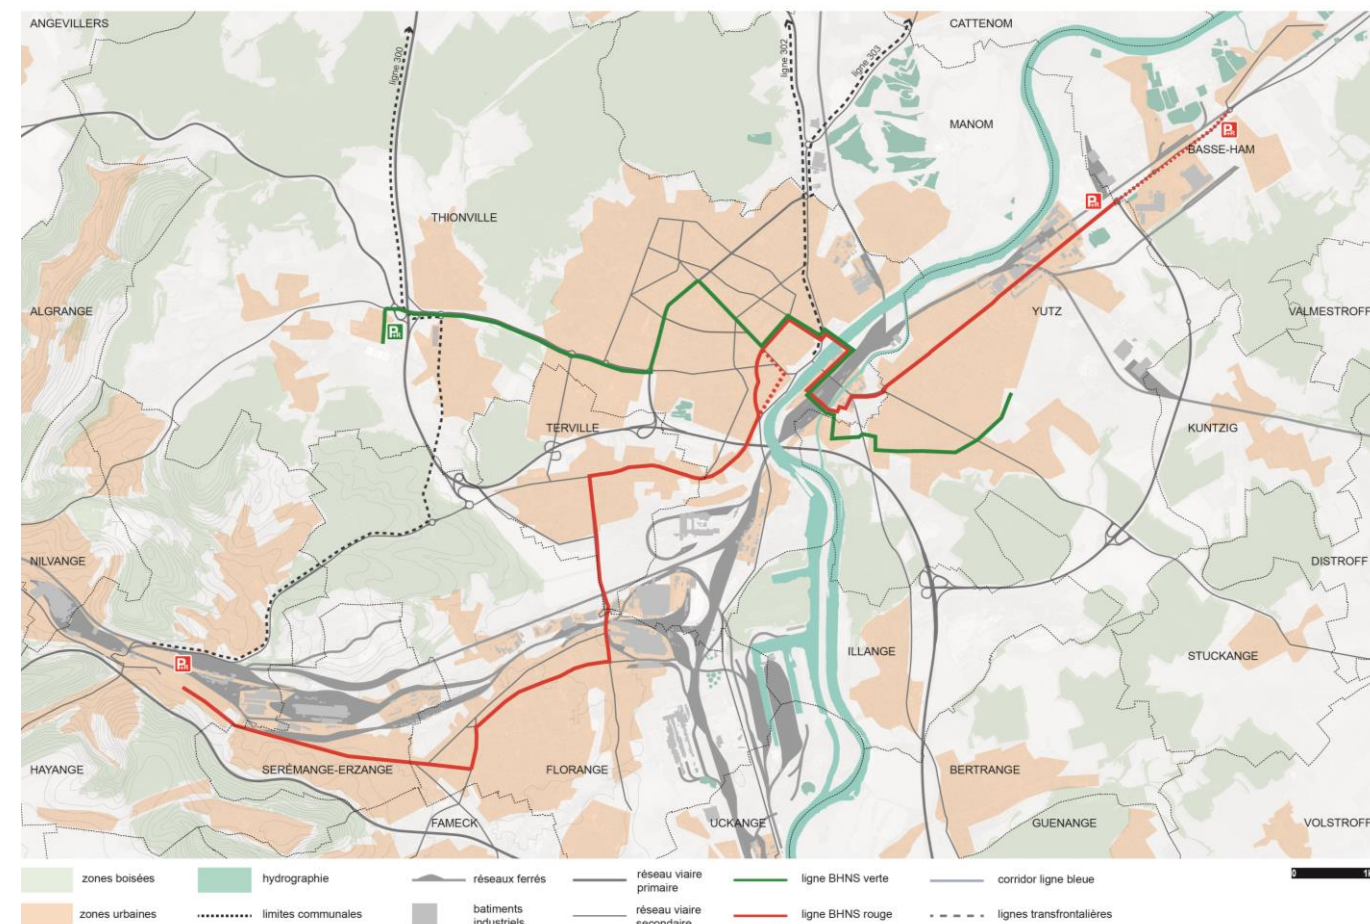 ANGEVILLERS
CATTENOM
ligne 300
ligne 302
ligne 303
MANOM
BASSE-HAM
P+R
P+R
THIONVILLE
ALGRANGE
P+R
YUTZ
VALMESTROFF
TERVILLE
KUNTZIG
NILVANGE
DISTROFF
P+R
ILLANGE
STUCKANGE
HAYANGE
SERÈMANGE-ERZANGE
FLORANGE
BERTRANGE
FAMECK
UCKANGE
GUENANGE
VOLSTROFF
zones boisées
hydrographie
réseaux ferrés
réseau viaire
primaire
ligne BHNS verte
corridor ligne bleue
0
zones urbaines
limites communales
batiments
industriels
réseau viaire
secondaire
ligne BHNS rouge
lignes transfrontalières